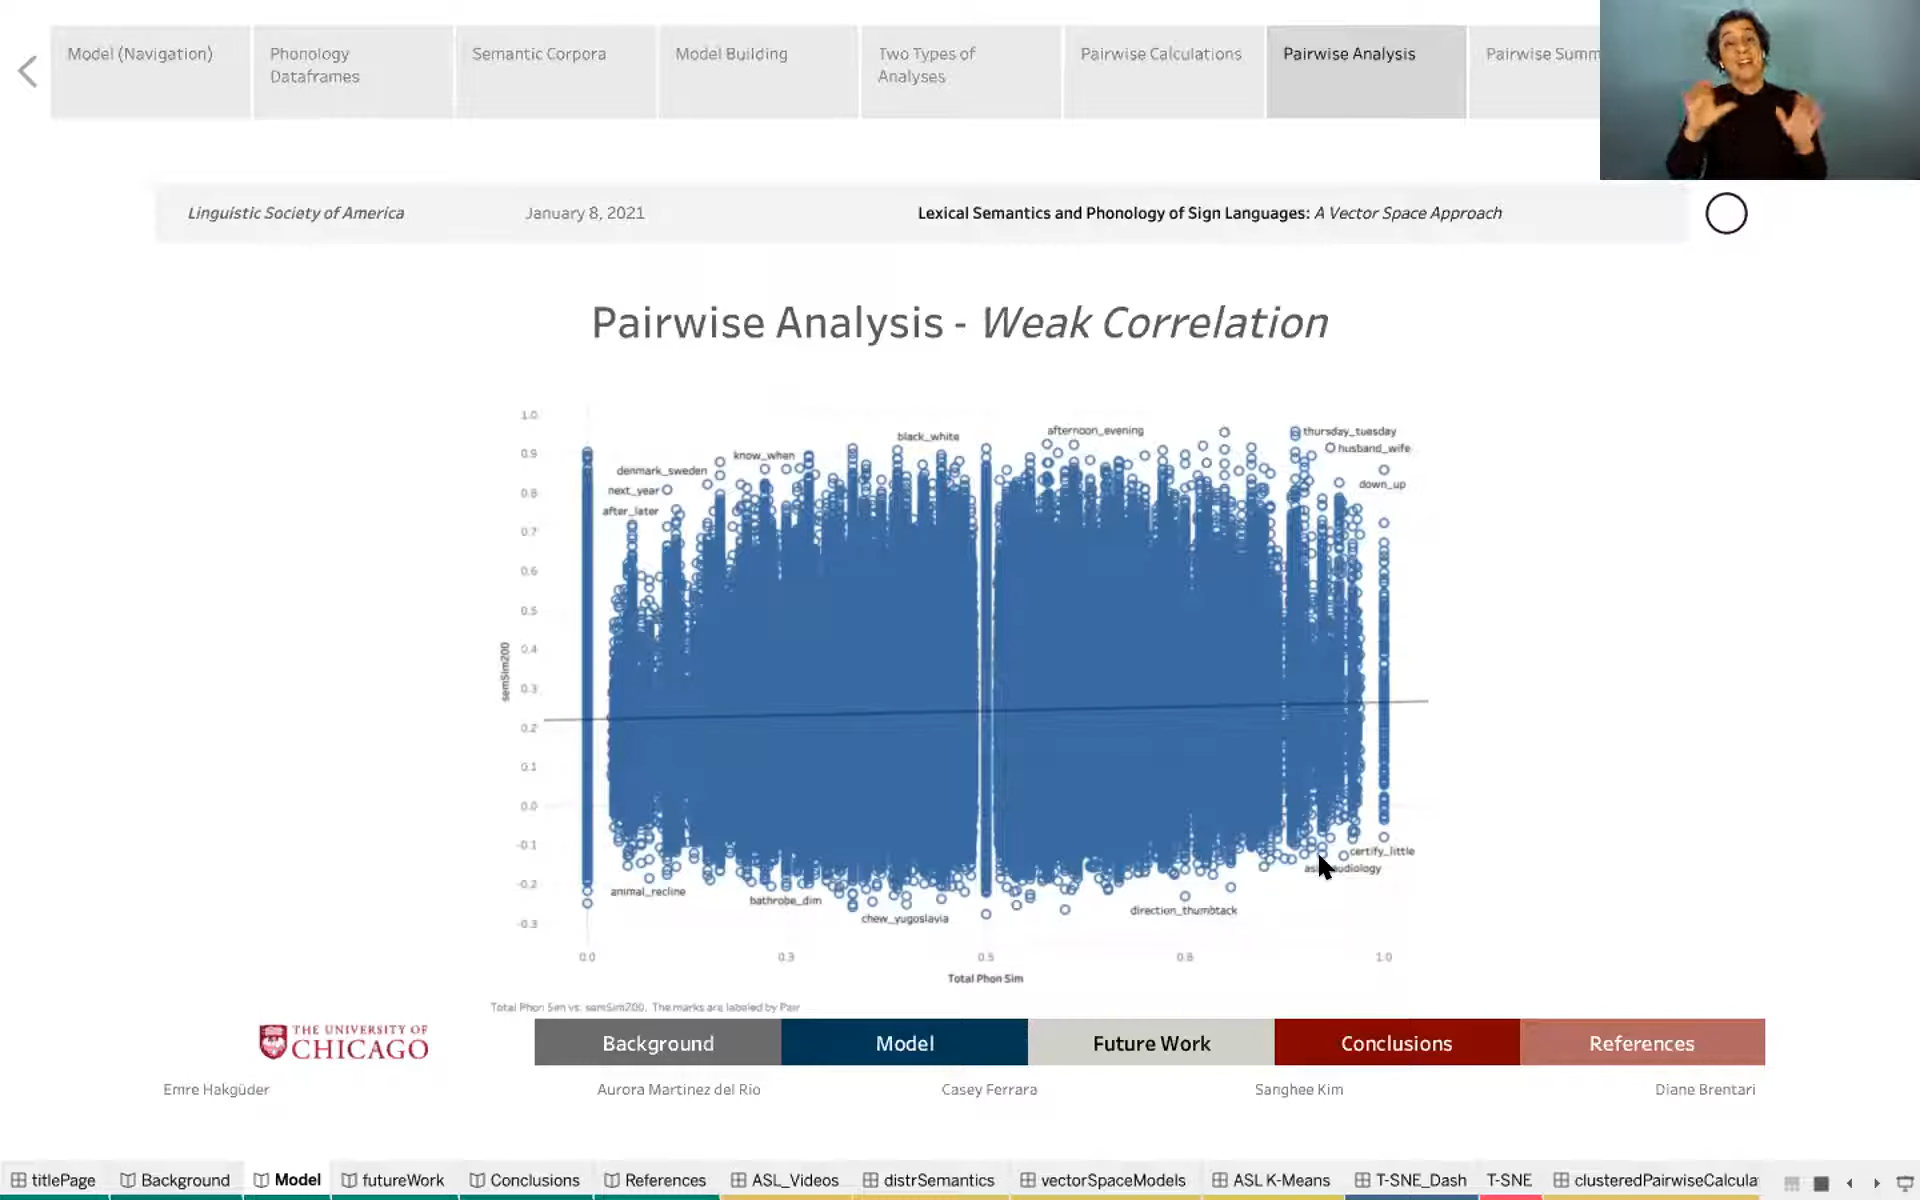 Model (Navigation)
Phonology
Dataframes
Semantic Corpora
Model Building
Two Types of
Analyses
Pairwise Calculations
Pairwise Analysis
Pairwise Summ
Linguistic Society of America
January 8, 2021
Lexical Semantics and Phonology of Sign Languages: A Vector Space Approach
Pairwise Analysis - Weak Correlation
1.0
0.9
0.8
0.7
0.6
0.5
0.4
0.3
0.2
0.1
0.0
-0.1
-0.2
-0.3
semSim200
black_white
afternoon_evening
thursday_tuesday
husband_wife
know_when
denmark_sweden
down_up
next_year
after_later
certify_little
audiology
animal_recline
bathrobe_dim
direction_thumbtack
chew_yugoslavia
0.0
0.3
0.5
0.8
1.0
Total Phon Sim
Total Phon Sim vs. semSim200. The marks are labeled by Pair
THE UNIVERSITY OF
CHICAGO
Background
Model
Future Work
Conclusions
References
Emre Hakgüder
Aurora Martinez del Rio
Casey Ferrara
Sanghee Kim
Diane Brentari
titlePage
Background
Model
futureWork
Conclusions
References
ASL_Videos
distrSemantics
vectorSpaceModels
ASL K-Means
T-SNE_Dash
T-SNE
clusteredPairwiseCalcula